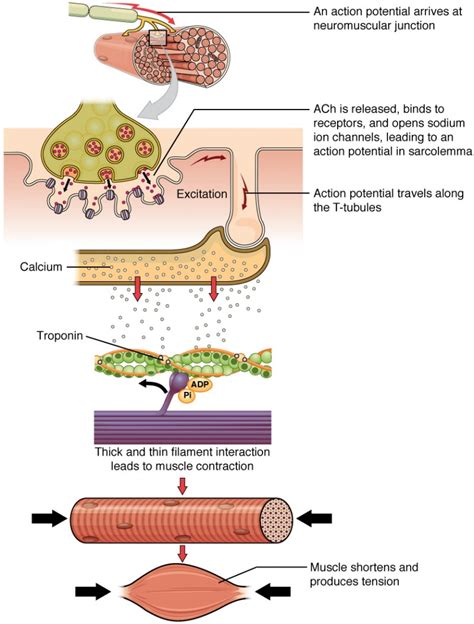 An action potential arrives at
neuromuscular junction
ACh is released, binds to
receptors, and opens sodium
ion channels, leading to an
action potential in sarcolemma
Excitation
Action potential travels along
the T-tubules
Calcium
Troponin
ADP
Pi
Thick and thin filament interaction
leads to muscle contraction
Muscle shortens and
produces tension